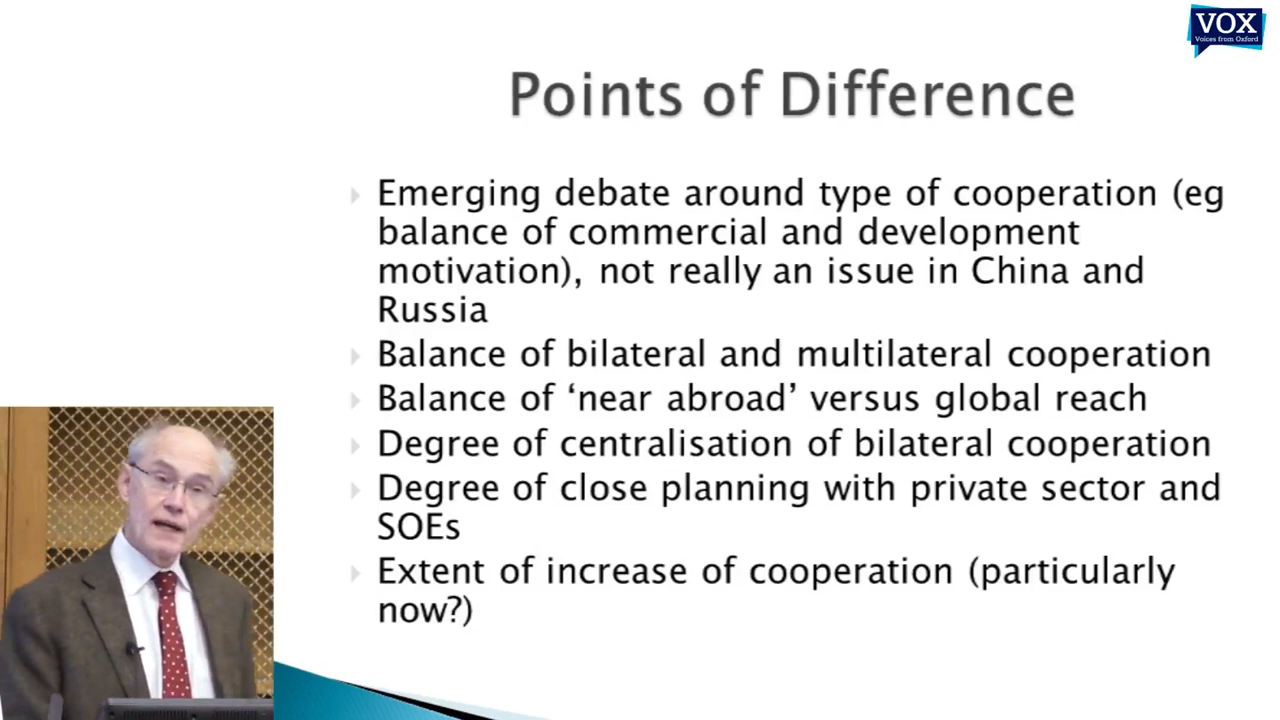 VOX
Voices from Oxford
Points of Difference
Emerging debate around type of cooperation (eg
balance of commercial and development
motivation), not really an issue in China and
Russia
Balance of bilateral and multilateral cooperation
Balance of ‘near abroad’ versus global reach
Degree of centralisation of bilateral cooperation
Degree of close planning with private sector and
SOEs
Extent of increase of cooperation (particularly
now?)